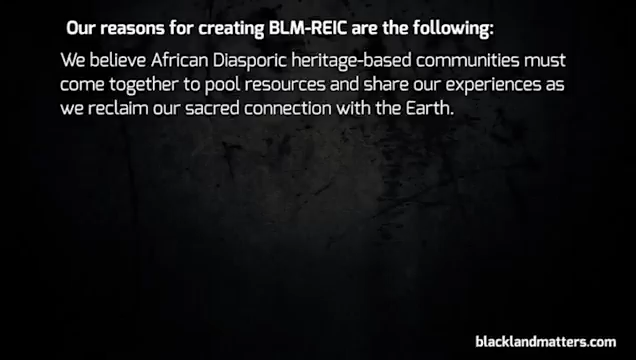 Our reasons for creating BLM-REIC are the following:
We believe African Diasporic heritage-based communities must
come together to pool resources and share our experiences as
we reclaim our sacred connection with the Earth.
blacklandmatters.com